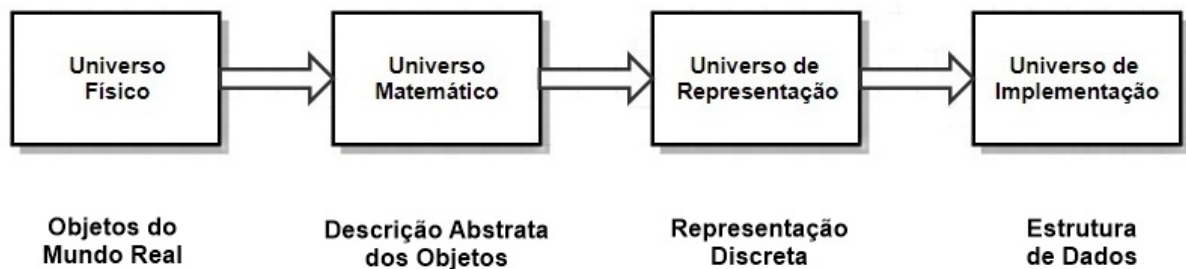 Universo
Físico
Universo
Matemático
Universo de
Representação
Universo de
Implementação
Objetos do
Mundo Real
Descrição Abstrata
dos Objetos
Representação
Discreta
Estrutura
de Dados